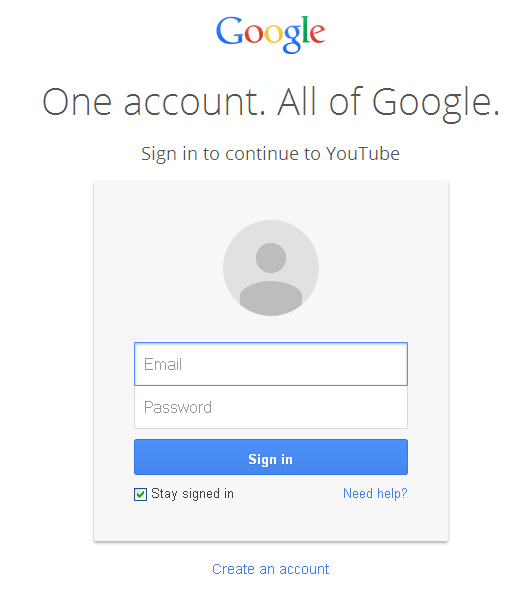 Google
One account. All of Google.
Sign in to continue to YouTube
Email
Password
Sign in
Stay signed in Need help?
Create an account